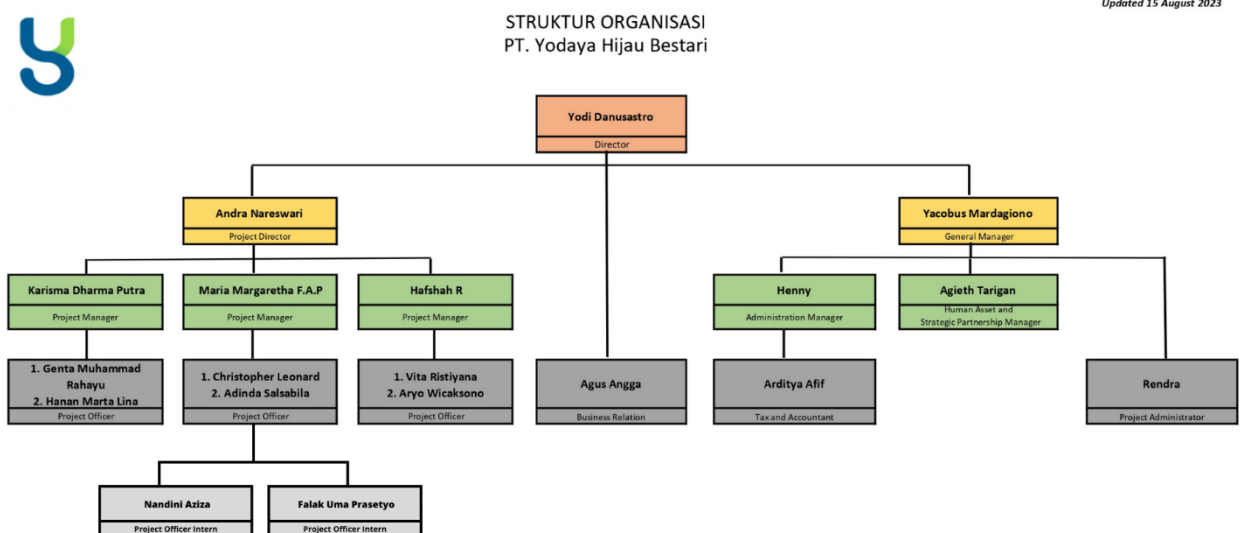 Updated 15 August 2023
STRUKTUR ORGANISASI
PT. Yodaya Hijau Bestari
Yodi Danusastro
Director
Andra Nareswari
Project Director
Yacobus Mardagiono
General Manager
Karisma Dharma Putra
Project Manager
Maria Margaretha F.A.P
Project Manager
Hafshah R
Project Manager
Henny
Administration Manager
Agieth Tarigan
Human Asset and
Strategic Partnership Manager
1. Genta Muhammad
Rahayu
2. Hanan Marta Lina
Project Officer
1. Christopher Leonard
2. Adinda Salsabila
Project Officer
1. Vita Ristiyana
2. Aryo Wicaksono
Project Officer
Agus Angga
Business Relation
Arditya Afif
Tax and Accountant
Rendra
Project Administrator
Nandini Aziza
Project Officer Intern
Falak Uma Prasetyo
Project Officer Intern